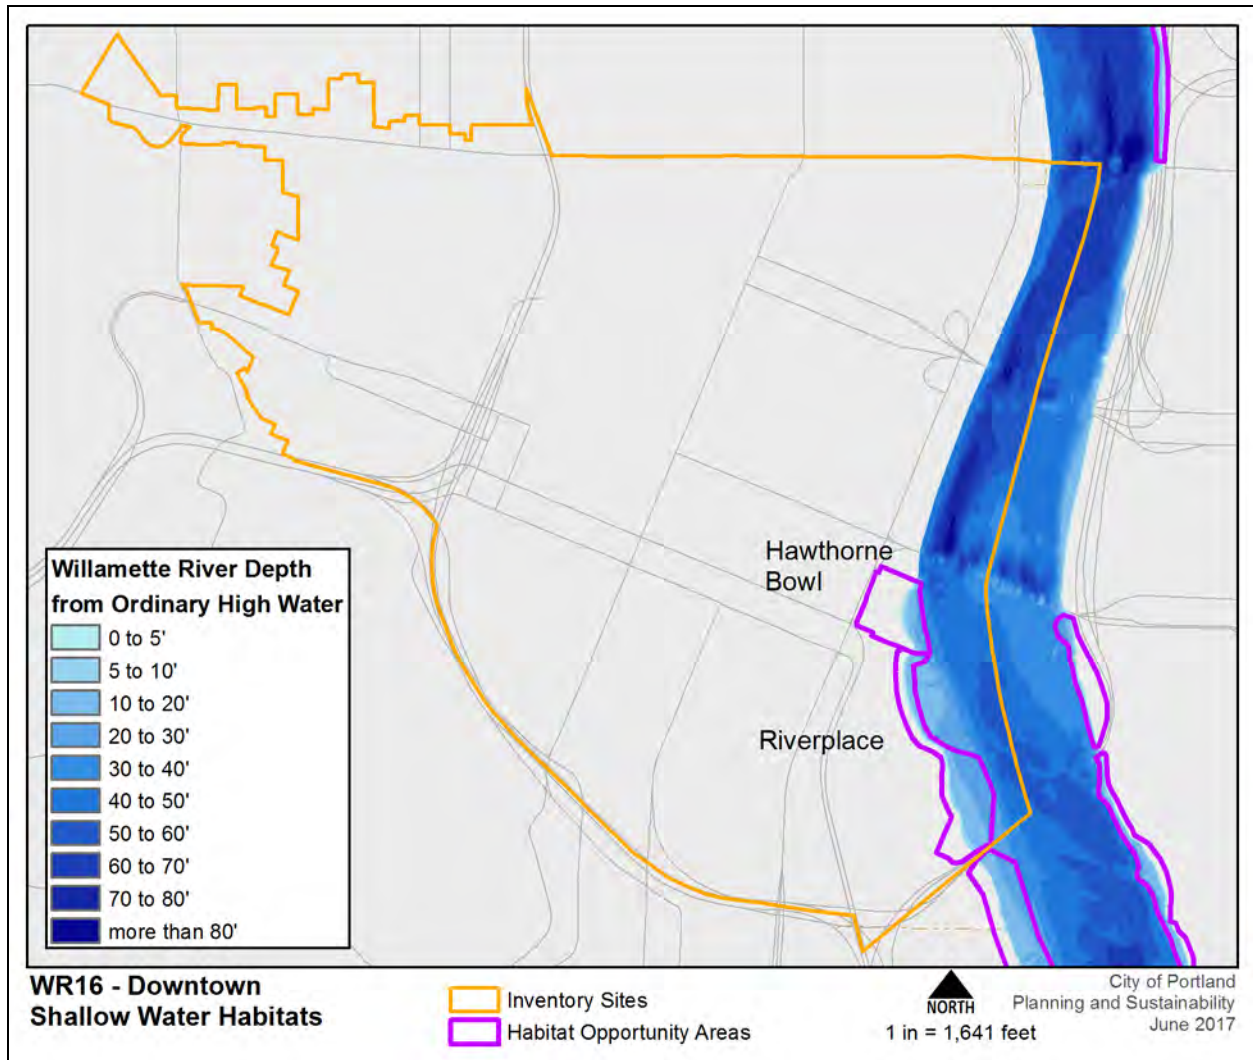 Hawthorne
Bowl
Riverplace
Willamette River Depth
from Ordinary High Water
0 to 5'
5 to 10'
10 to 20'
20 to 30'
30 to 40'
40 to 50'
50 to 60'
60 to 70'
70 to 80'
more than 80'
WR16 - Downtown
Shallow Water Habitats
Inventory Sites
Habitat Opportunity Areas
NORTH
1 in = 1,641 feet
City of Portland
Planning and Sustainability
June 2017